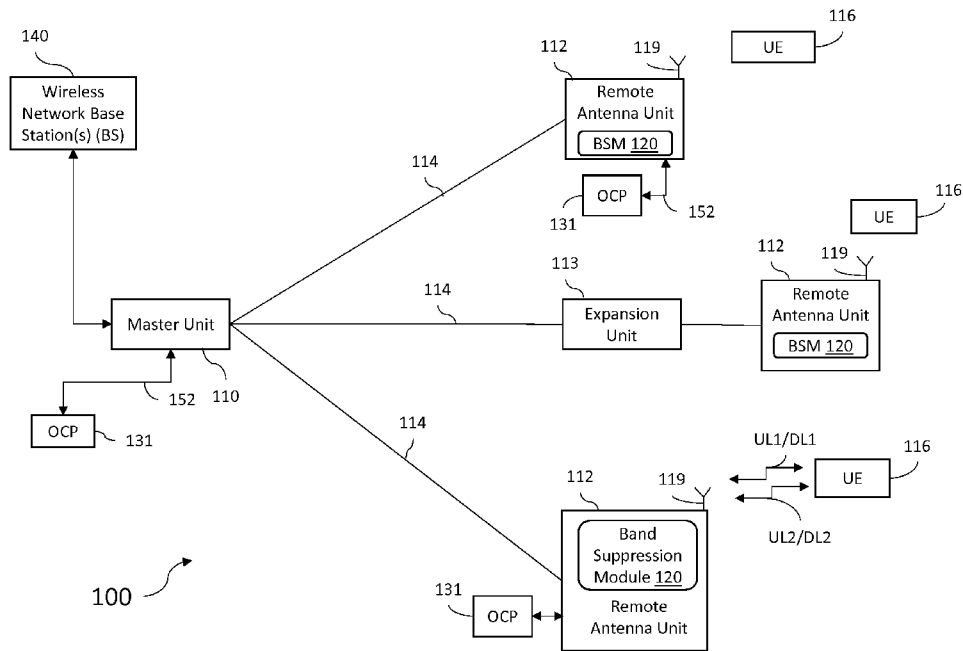 140
Wireless
Network Base
Station(s) (BS)
116
UE
112
119
Remote
Antenna Unit
BSM 120
114
131
OCP
152
116
UE
112
119
113
114
Expansion
Unit
Remote
Antenna Unit
BSM 120
Master Unit
152
110
OCP
131
114
UL1/DL1
116
UE
112
119
UL2/DL2
Band
Suppression
Module 120
131
OCP
Remote
Antenna Unit
100